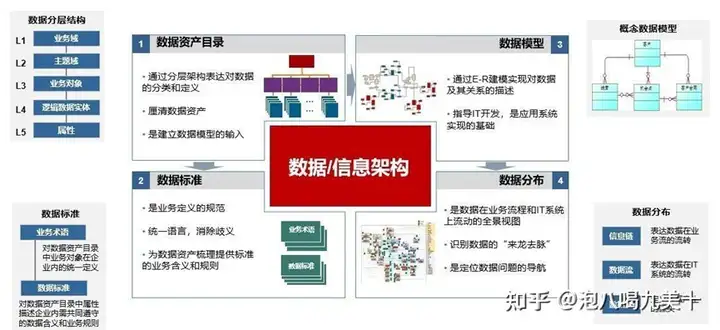 数据分层结构
L1 业务域
L2 主题域
L3 业务对象
L4 逻辑数据实体
L5 属性
1 数据资产目录
· 通过分层架构表达对数据
的分类和定义
· 厘清数据资产
· 是建立数据模型的输入
数据模型 3
· 通过E-R建模实现对数据
及其关系的描述
· 指导IT开发，是应用系统
实现的基础
概念数据模型
数据/信息架构
2 数据标准
· 是业务定义的规范
· 统一语言，消除歧义
· 为数据资产梳理提供标
准的业务含义和规则
业务术语
数据标准
数据分布 4
· 是数据在业务流程和IT系统
上流动的全景视图
· 识别数据的“来龙去脉”
· 是定位数据问题的导航
数据标准
业务术语
对数据资产目录
中业务对象在企
业内的统一定义
数据标准
对数据资产目录中属性
描述企业内需共同遵守
的数据含义和业务规则
数据分布
信息链
表达数据在业
务流的流转
数据流
表达数据在IT
系统的流转
知乎 @泡八喝九美十